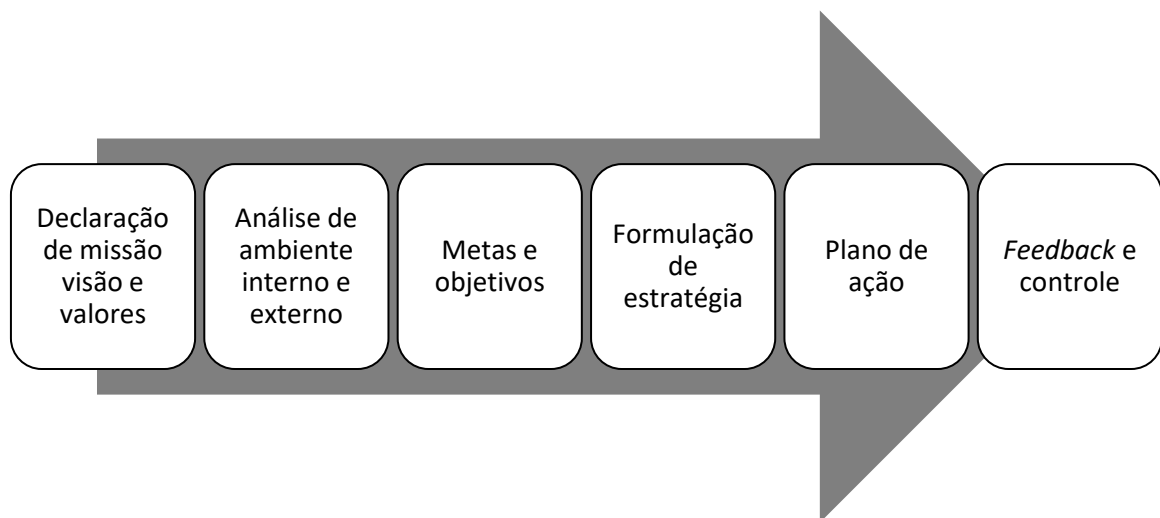 Declaração
de missão
visão e
valores
Análise de
ambiente
interno e
externo
Metas e
objetivos
Formulação
de
estratégia
Plano de
ação
Feedback e
controle